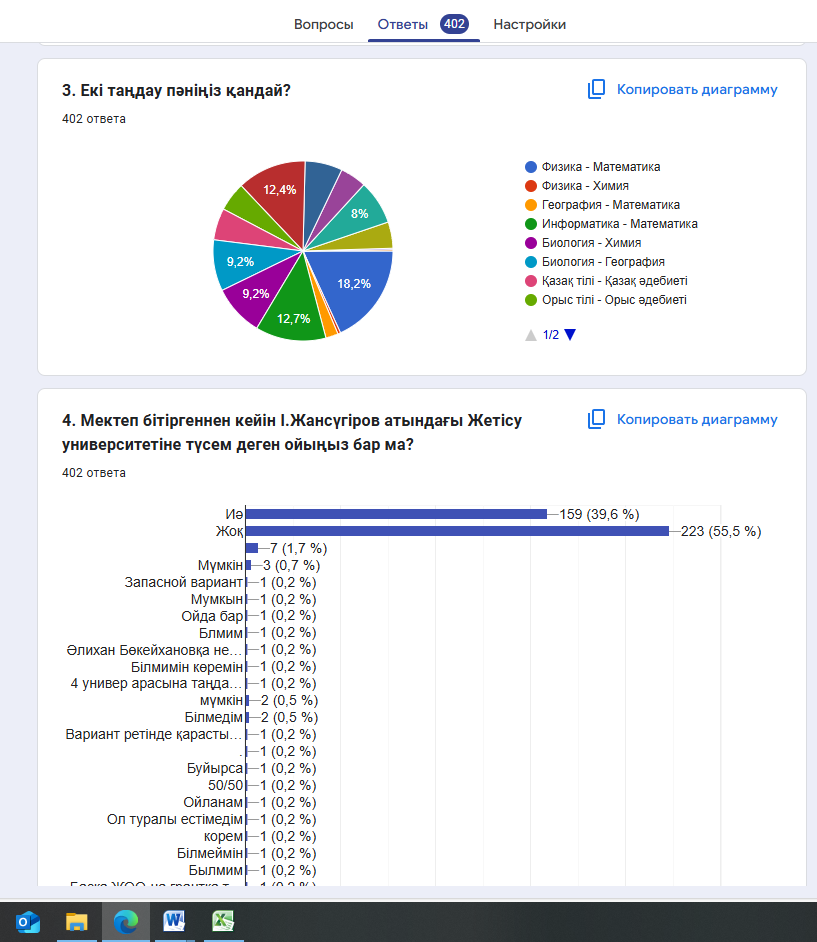 Вопросы Ответы 402 Настройки
3. Екі таңдау пәніңіз қандай?
Копировать диаграмму
402 ответа
12,4%
8%
9,2%
18,2%
9,2%
12,7%
Физика - Математика
Физика - Химия
География - Математика
Информатика - Математика
Биология - Химия
Биология - География
Қазақ тілі - Қазақ әдебиеті
Орыс тілі - Орыс әдебиеті
1/2
4. Мектеп бітіргеннен кейін І.Жансүгіров атындағы Жетісу
университетіне түсем деген ойыңыз бар ма?
Копировать диаграмму
402 ответа
Иә 159 (39,6 %)
Жоқ 223 (55,5 %)
7 (1,7 %)
Мүмкін 3 (0,7 %)
Запасной вариант 1 (0,2 %)
Мумкын 1 (0,2 %)
Ойда бар 1 (0,2 %)
Блмим 1 (0,2 %)
Әлихан Бөкейхановқа не… 1 (0,2 %)
Білмимін көремін 1 (0,2 %)
4 универ арасына таңда… 1 (0,2 %)
мүмкін 2 (0,5 %)
Білмедім 2 (0,5 %)
Вариант ретінде қарасты… 1 (0,2 %)
. 1 (0,2 %)
Буйырса 1 (0,2 %)
50/50 1 (0,2 %)
Ойланам 1 (0,2 %)
Ол туралы естімедім 1 (0,2 %)
корем 1 (0,2 %)
Білмеймін 1 (0,2 %)
Былмим 1 (0,2 %)
1 (0,2 %)